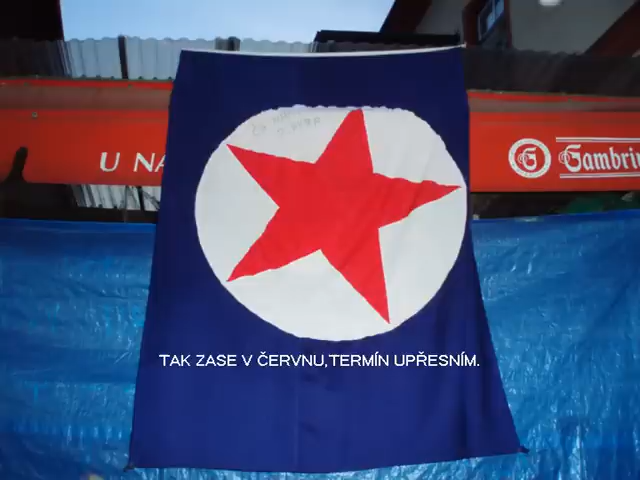 U NA
G
Gambrin
TAK ZASE V ČERVNU,TERMÍN UPŘESNÍM.